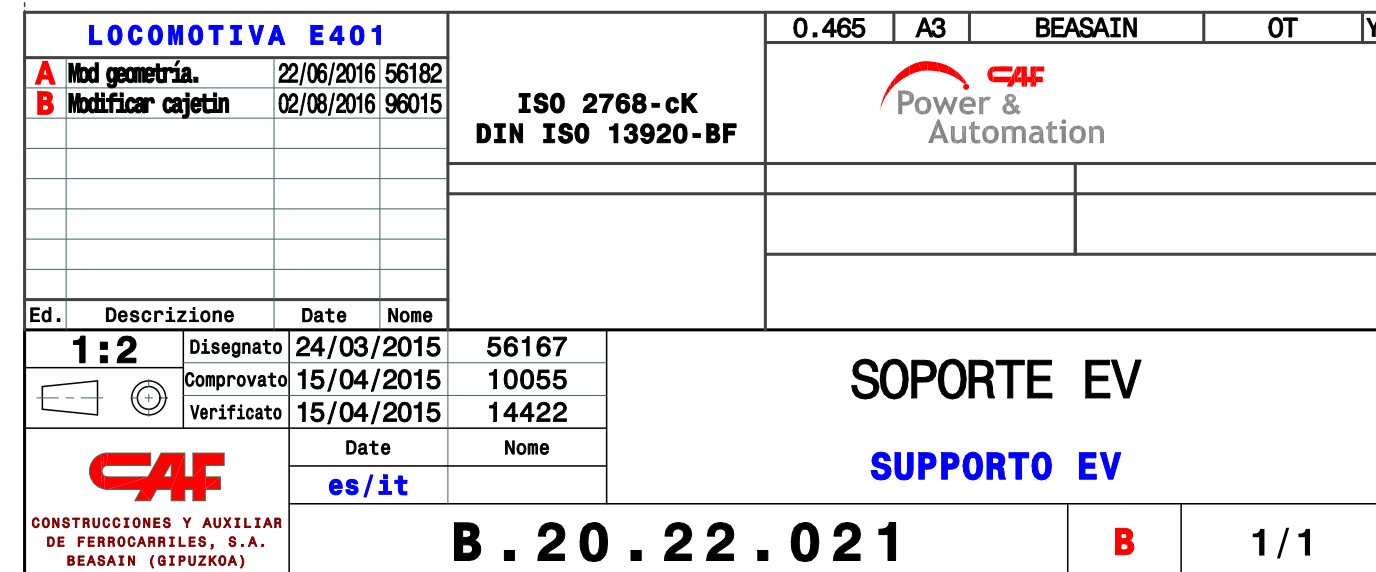 LOCOMOTIVA E401
A Mod geometría. 22/06/2016 56182
B Modificar cajetin 02/08/2016 96015
Ed. Descrizione Date Nome
ISO 2768-cK
DIN ISO 13920-BF
0.465 A3 BEASAIN OT
CAF
Power &
Automation
1:2
Disegnato 24/03/2015 56167
Comprovato 15/04/2015 10055
Verificato 15/04/2015 14422
Date Nome
es/it
SOPORTE EV
SUPPORTO EV
CAF
CONSTRUCCIONES Y AUXILIAR
DE FERROCARRILES, S.A.
BEASAIN (GIPUZKOA)
B.20.22.021 B 1/1